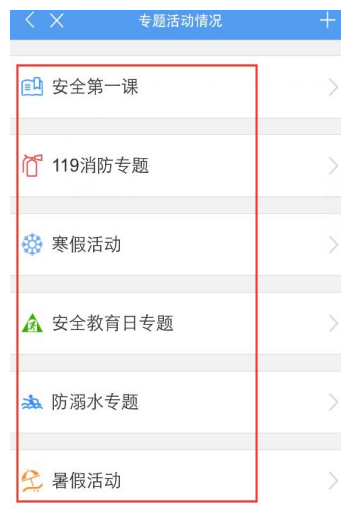 专题活动情况
安全第一课
119消防专题
寒假活动
安全教育日专题
防溺水专题
暑假活动